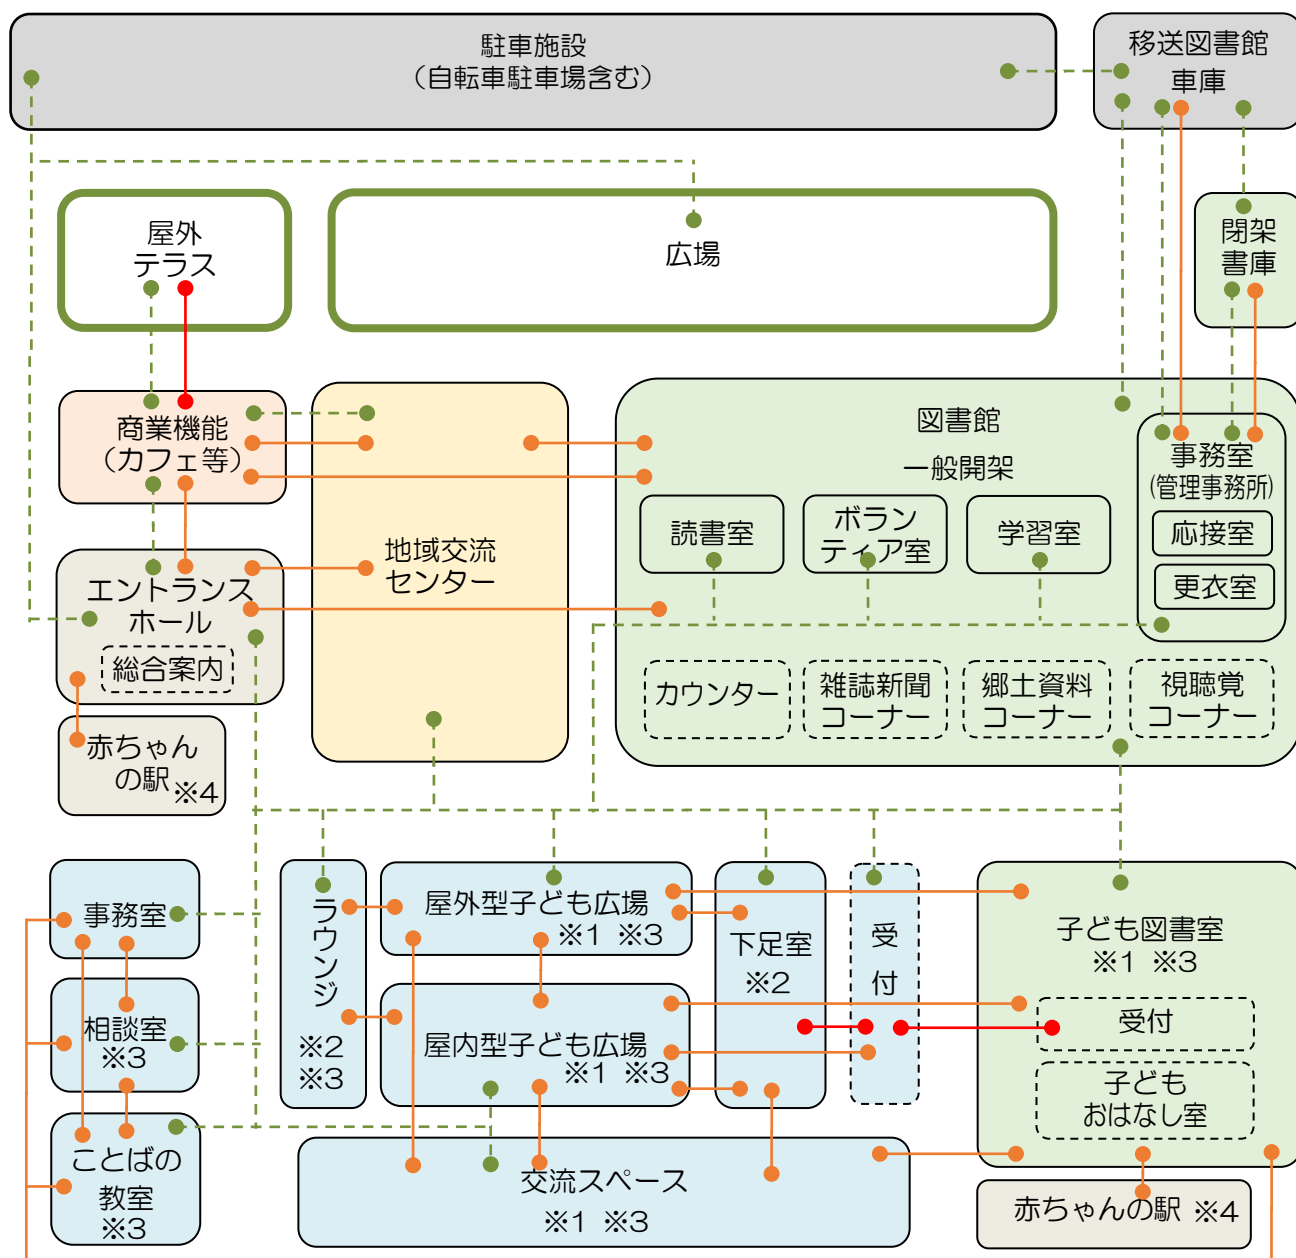 駐車施設
（自転車駐車場含む）
移送図書館
車庫
屋外
テラス
広場
閉架
書庫
商業機能
（カフェ等）
地域交流
センター
図書館
一般開架
事務室
(管理事務所)
応接室
更衣室
読書室
ボラン
ティア室
学習室
エントランス
ホール
総合案内
カウンター
雑誌新聞
コーナー
郷土資料
コーナー
視聴覚
コーナー
赤ちゃん
の駅 ※4
事務室
相談室
※3
ことばの
教室
※3
ラウンジ
※2
※3
屋外型子ども広場
※1 ※3
屋内型子ども広場
※1 ※3
下足室
※2
受付
子ども図書室
※1 ※3
受付
子ども
おはなし室
交流スペース
※1 ※3
赤ちゃんの駅 ※4